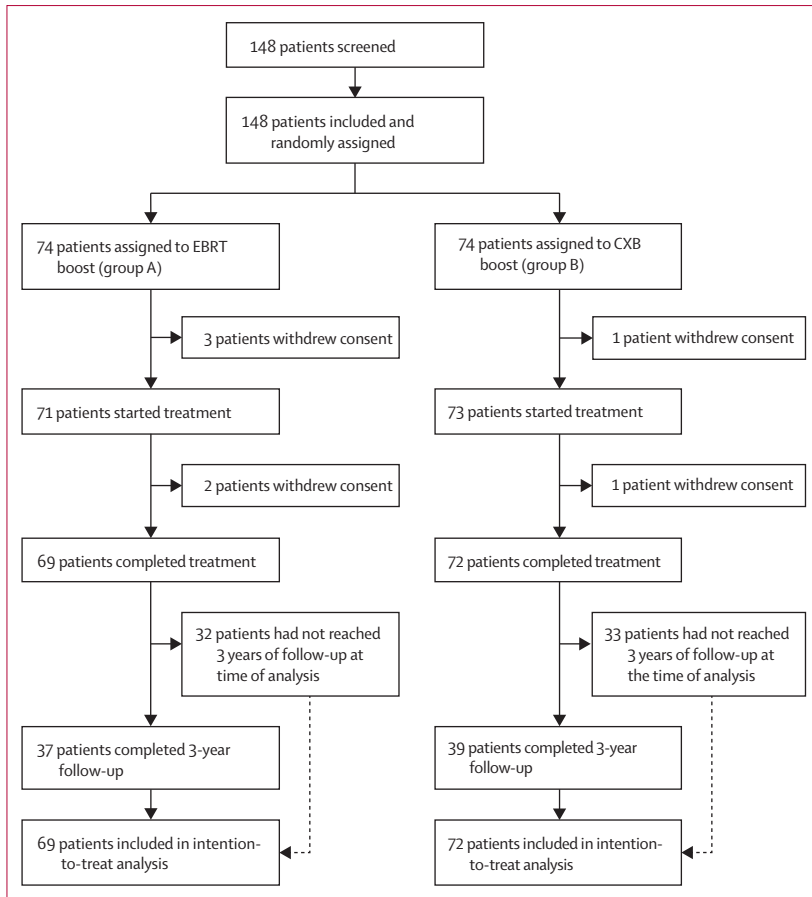 148 patients screened
148 patients included and
randomly assigned
74 patients assigned to EBRT
boost (group A)
74 patients assigned to CXB
boost (group B)
3 patients withdrew consent
1 patient withdrew consent
71 patients started treatment
73 patients started treatment
2 patients withdrew consent
1 patient withdrew consent
69 patients completed treatment
72 patients completed treatment
32 patients had not reached
3 years of follow-up at
time of analysis
33 patients had not reached
3 years of follow-up at
the time of analysis
37 patients completed 3-year
follow-up
39 patients completed 3-year
follow-up
69 patients included in intention-
to-treat analysis
72 patients included in intention-
to-treat analysis